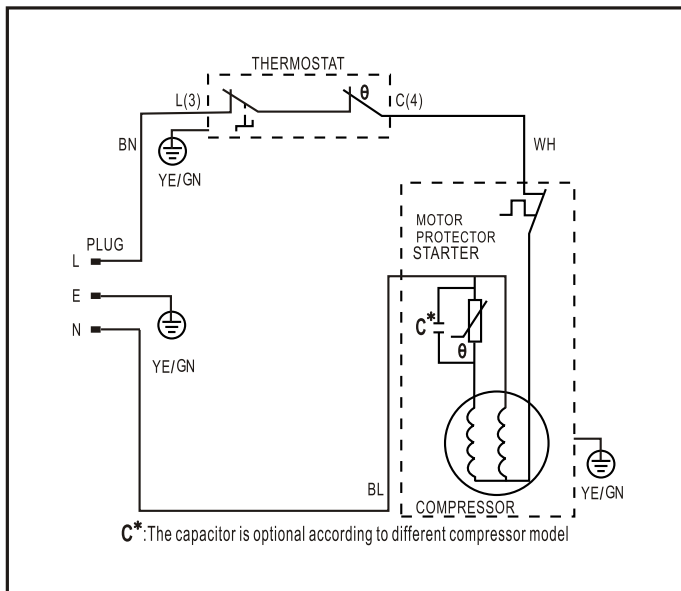 THERMOSTAT
L(3)
θ
C(4)
BN
WH
YE/GN
MOTOR
PROTECTOR
STARTER
PLUG
L
E
N
C*
θ
YE/GN
BL
COMPRESSOR
YE/GN
C*:The capacitor is optional according to different compressor model